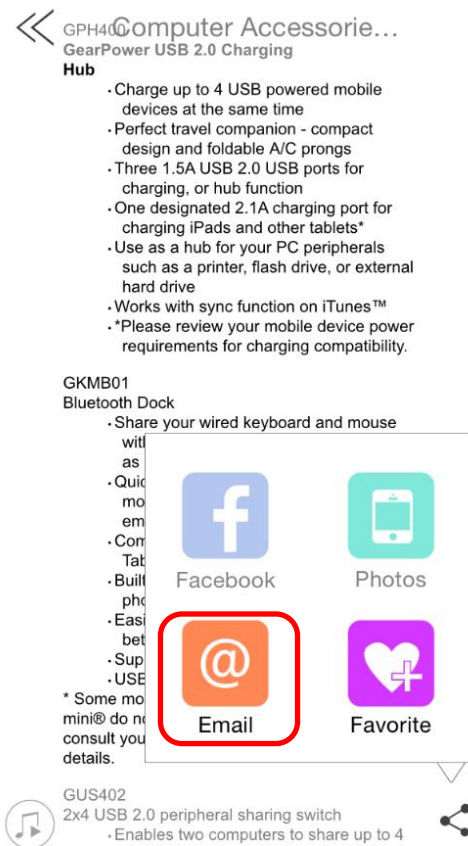 GPH400
Computer Accessorie…
GearPower USB 2.0 Charging
Hub
· Charge up to 4 USB powered mobile
devices at the same time
· Perfect travel companion - compact
design and foldable A/C prongs
· Three 1.5A USB 2.0 USB ports for
charging, or hub function
· One designated 2.1A charging port for
charging iPads and other tablets*
· Use as a hub for your PC peripherals
such as a printer, flash drive, or external
hard drive
· Works with sync function on iTunes™
· *Please review your mobile device power
requirements for charging compatibility.
GKMB01
Bluetooth Dock
· Share your wired keyboard and mouse
as
· USB
* Some
mini® do
consult
details.
Facebook
Photos
@
Email
Favorite
GUS402
2x4 USB 2.0 peripheral sharing switch
· Enables two computers to share up to 4